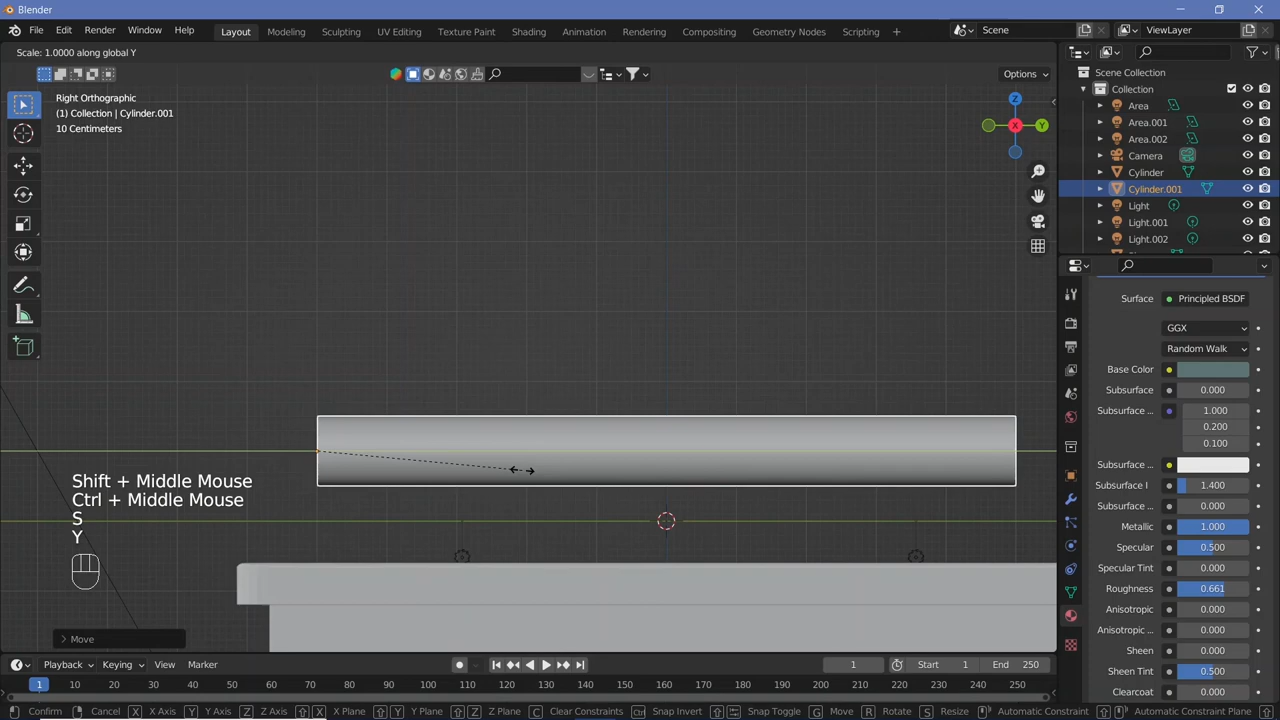 Blender
File Edit Render Window Help
Layout Modeling Sculpting UV Editing Texture Paint Shading Animation Rendering Compositing Geometry Nodes Scripting +
Scene
ViewLayer
Scale: 1.0000 along global Y
Options
Right Orthographic
(1) Collection | Cylinder.001
10 Centimeters
Z
X
Y
Scene Collection
Collection
Area
Area.001
Area.002
Camera
Cylinder
Cylinder.001
Light
Light.001
Light.002
Surface Principled BSDF
GGX
Random Walk
Base Color
Subsurface 0.000
Subsurface ... 1.000
0.200
0.100
Subsurface ...
Subsurface I 1.400
Subsurface ... 0.000
Metallic 1.000
Specular 0.500
Specular Tint 0.000
Roughness 0.661
Anisotropic 0.000
Anisotropic ... 0.000
Sheen 0.000
Sheen Tint 0.500
Clearcoat 0.000
Shift + Middle Mouse
Ctrl + Middle Mouse
S
Y
Move
Playback Keying View Marker
1 Start 1 End 250
1 10 20 30 40 50 60 70 80 90 100 110 120 130 140 150 160 170 180 190 200 210 220 230 240 250
Confirm Cancel X X Axis Y Y Axis Z Z Axis X X Plane Y Y Plane Z Z Plane C Clear Constraints Ctrl Snap Invert Snap Toggle G Move R Rotate S Resize Automatic Constraint Automatic Constraint Plane